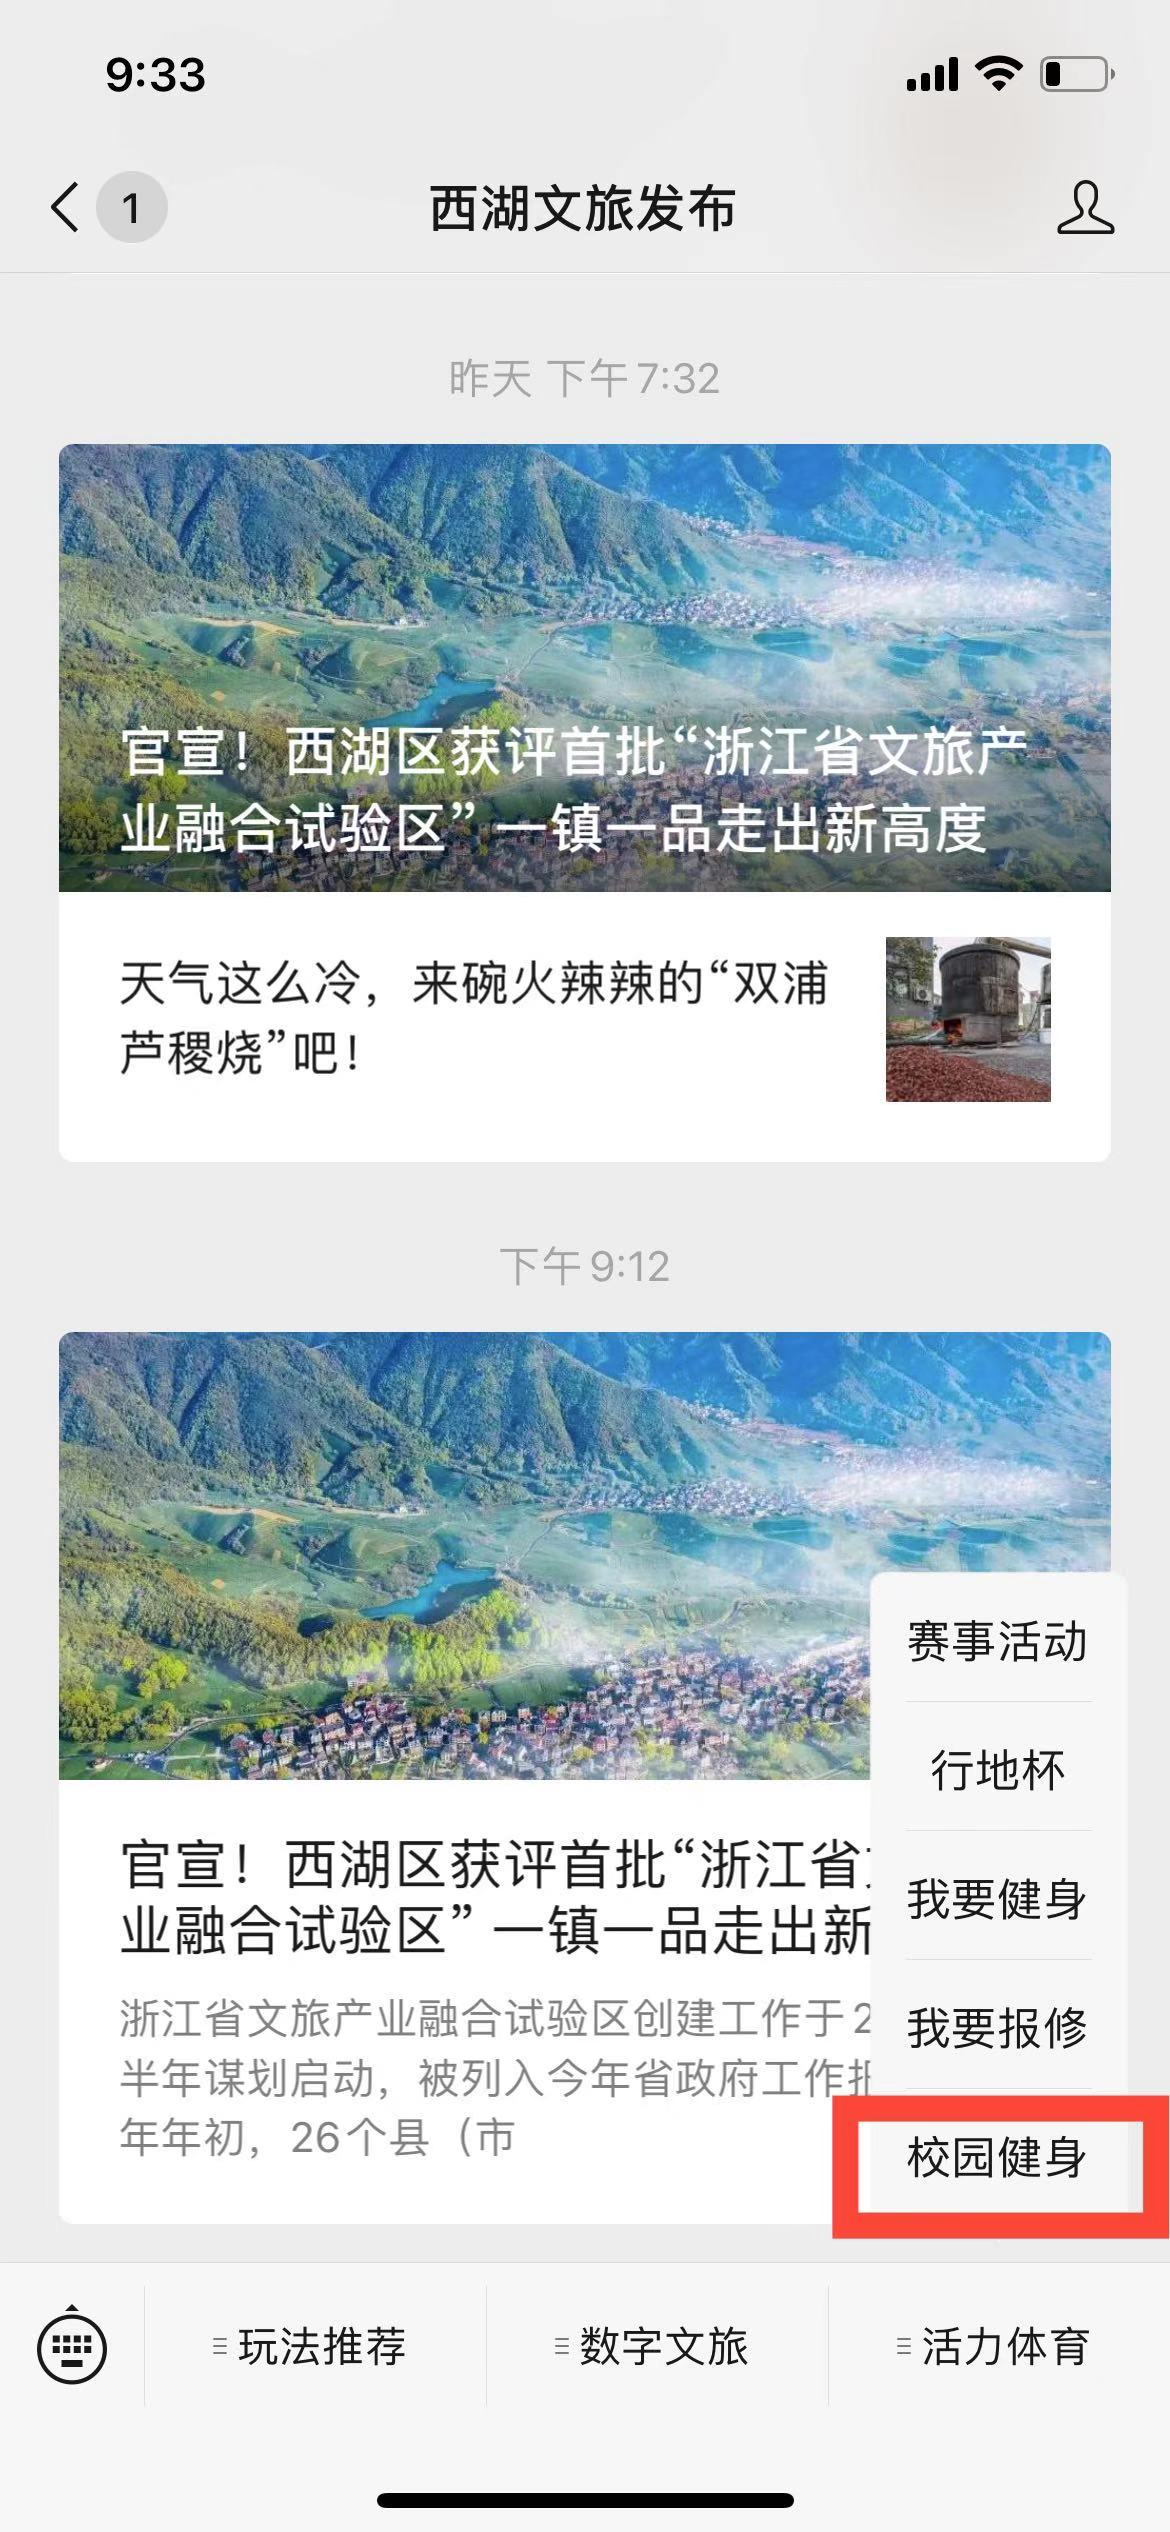 9:33
1
西湖文旅发布
昨天 下午7:32
官宣！西湖区获评首批“浙江省文旅产
业融合试验区” 一镇一品走出新高度
天气这么冷，来碗火辣辣的“双浦
芦稷烧”吧！
下午9:12
官宣！西湖区获评首批“浙江省
业融合试验区” 一镇一品走出新
浙江省文旅产业融合试验区创建工作于2
半年谋划启动，被列入今年省政府工作报
年年初，26个县（市
赛事活动
行地杯
我要健身
我要报修
校园健身
玩法推荐
数字文旅
活力体育